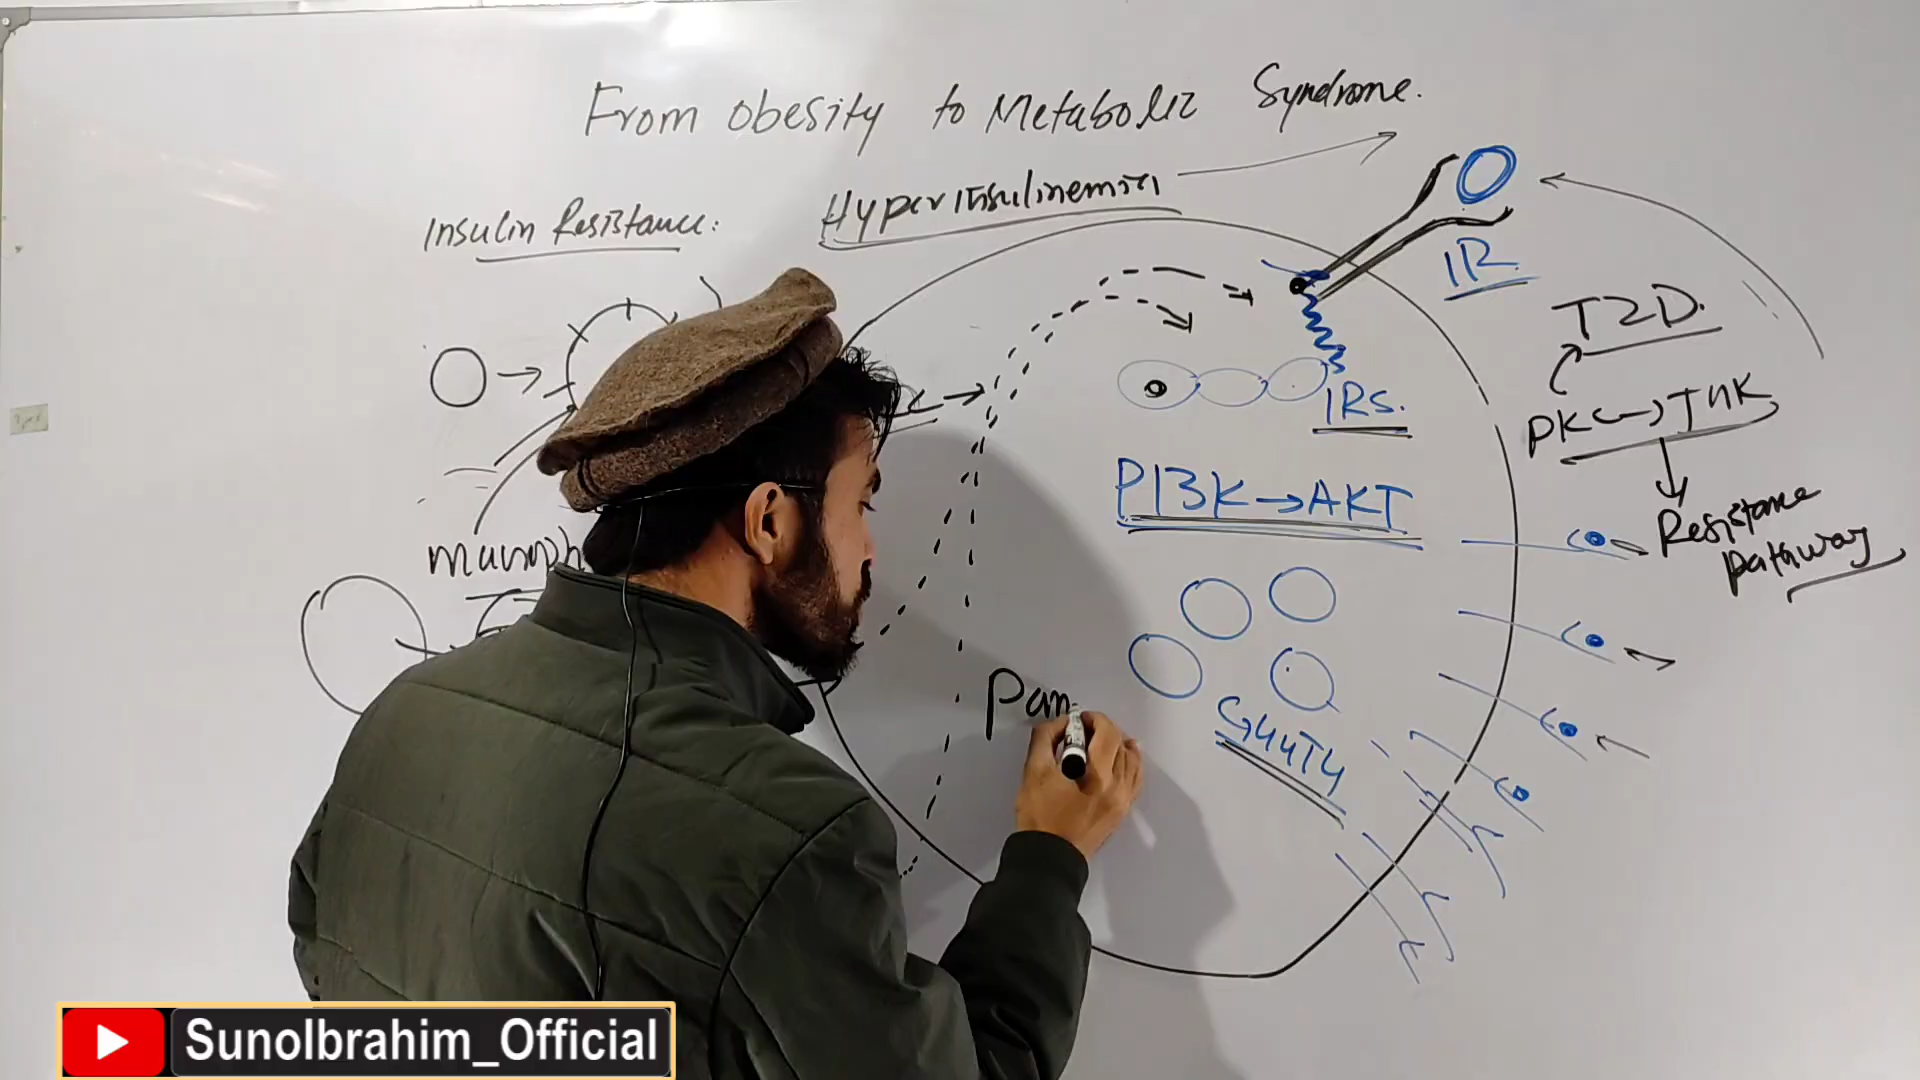 From obesity to Metabolic Syndrome.
Insulin Resistance:
Hyperinsulinemia
IR
T2D.
PKC→JNK
IRS.
PI3K→AKT
Resistance
pathway
GLUT4
Pan
SunoIbrahim_Official